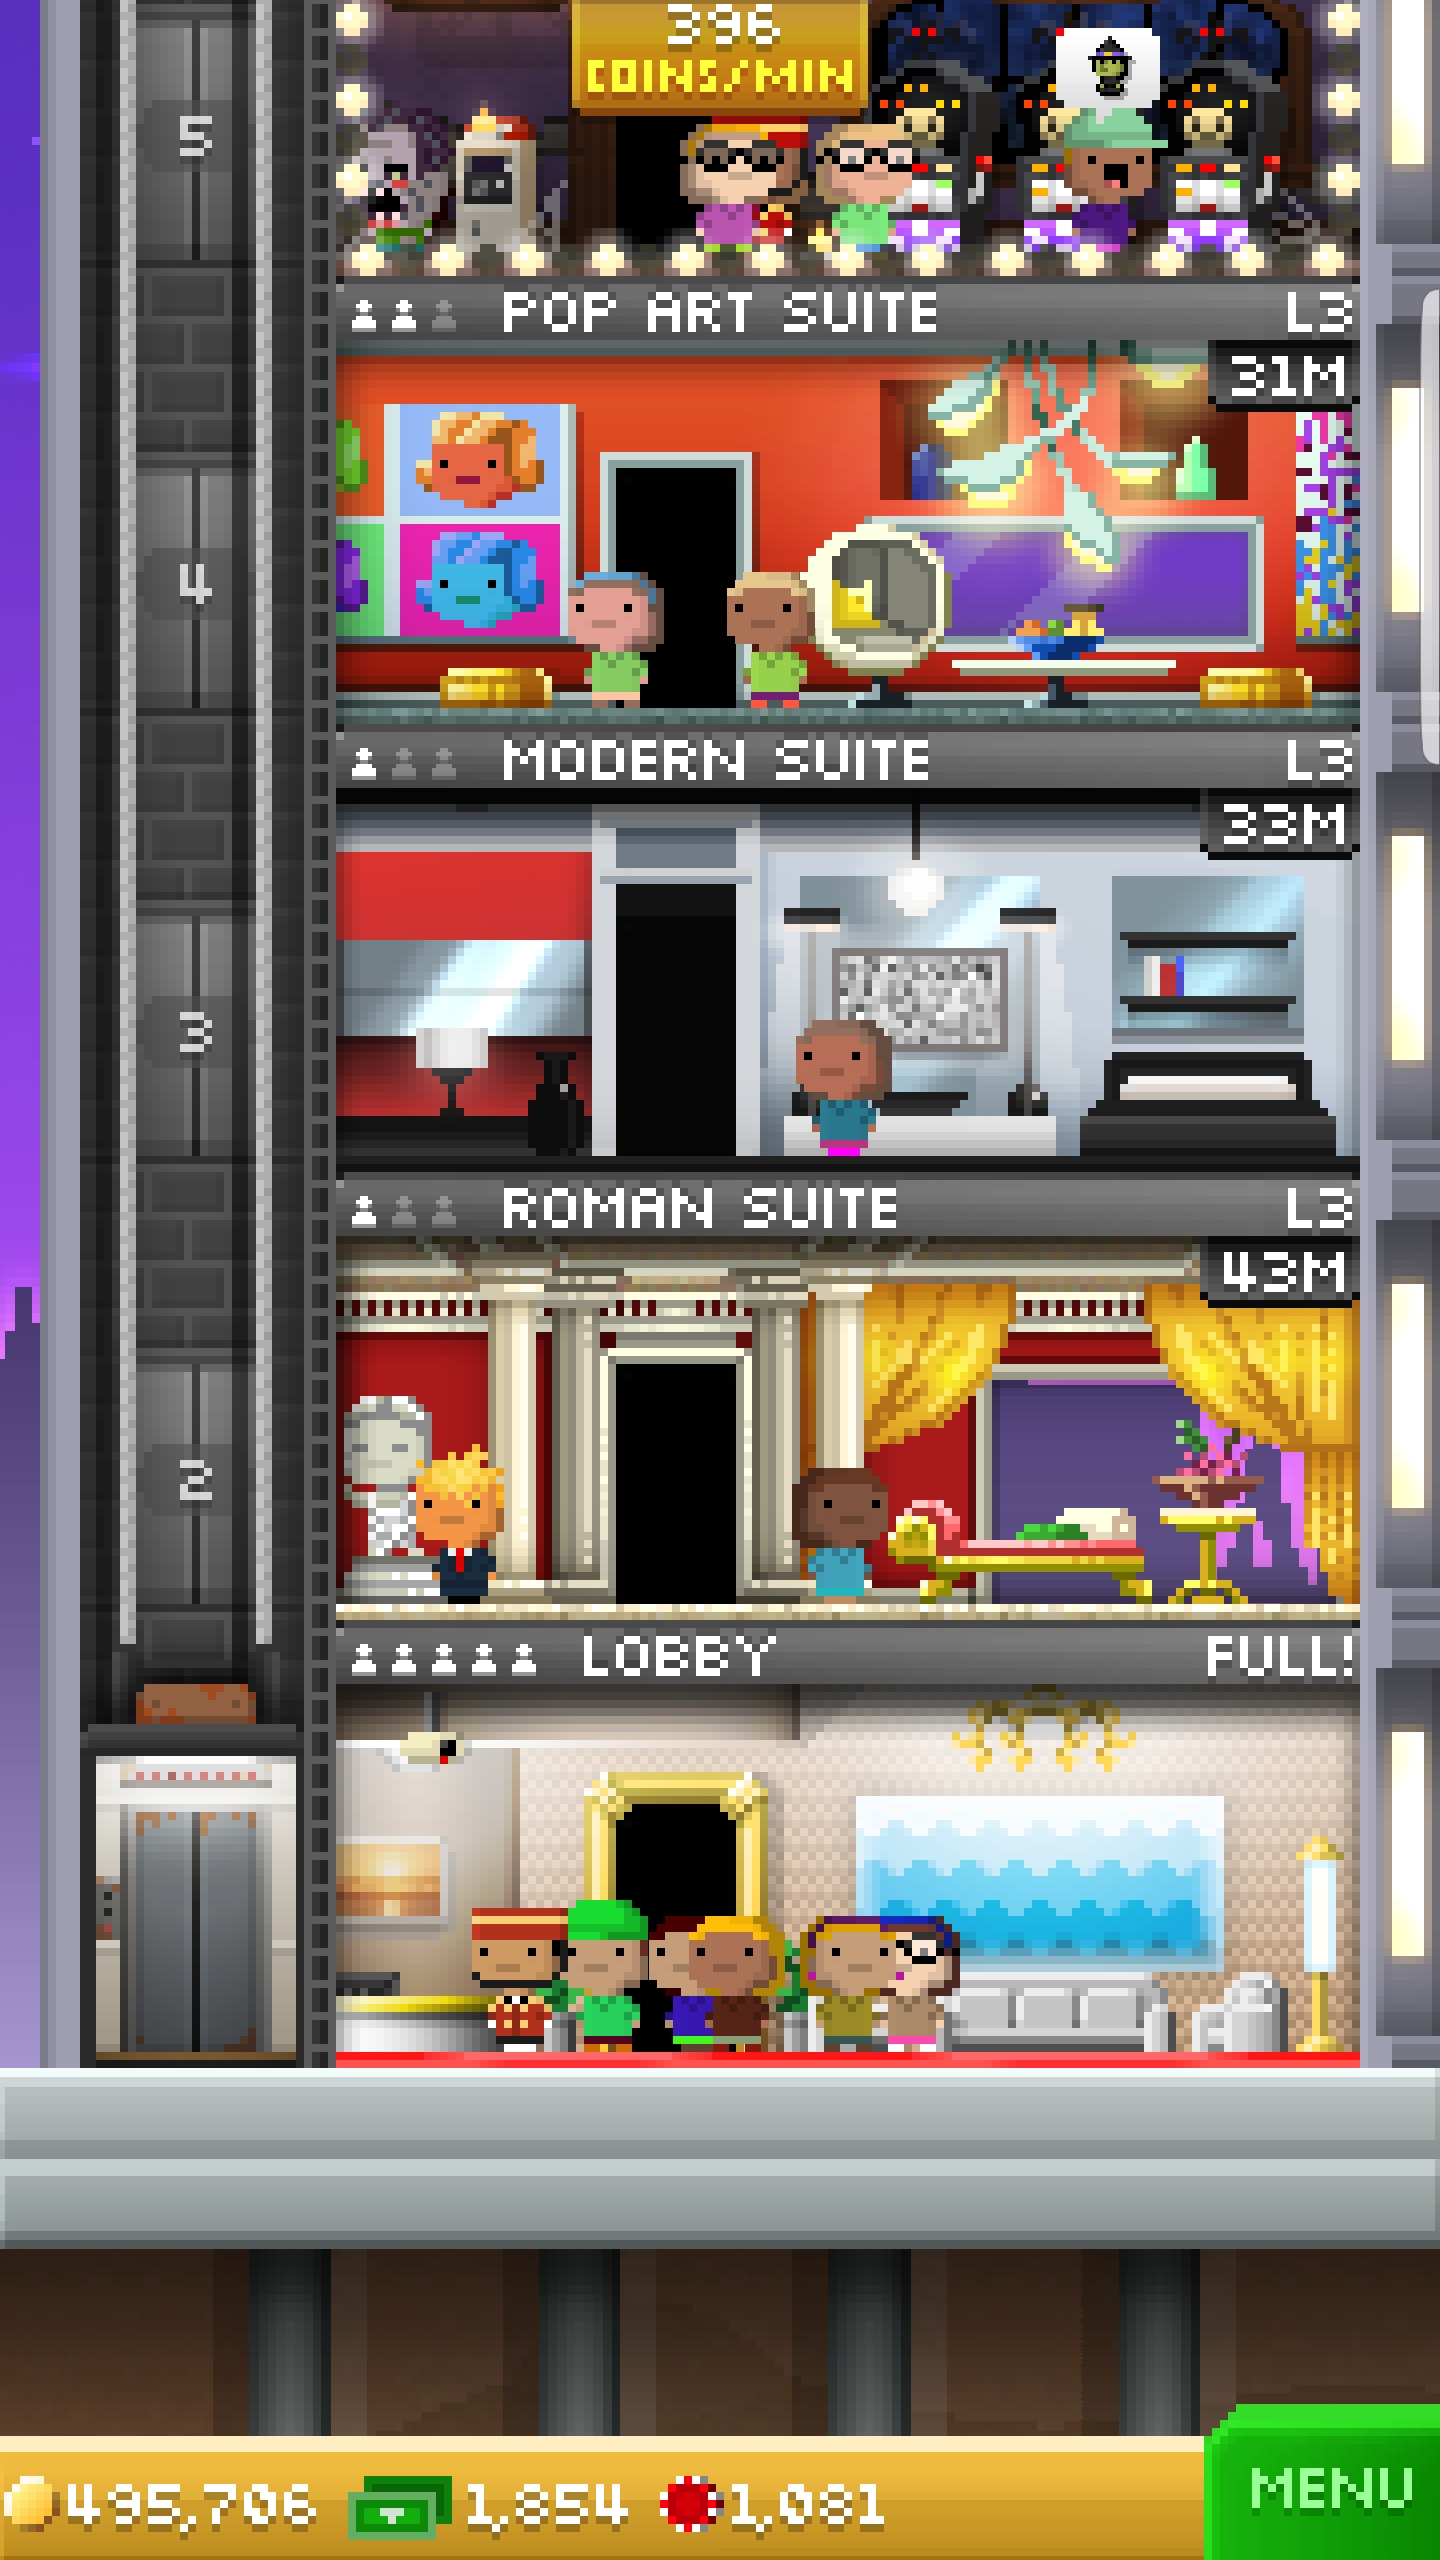 396
COINS/MIN
5
POP ART SUITE L3
31M
4
MODERN SUITE L3
33M
3
ROMAN SUITE L3
43M
2
LOBBY FULL!
495,706 1,854 1,081 MENU